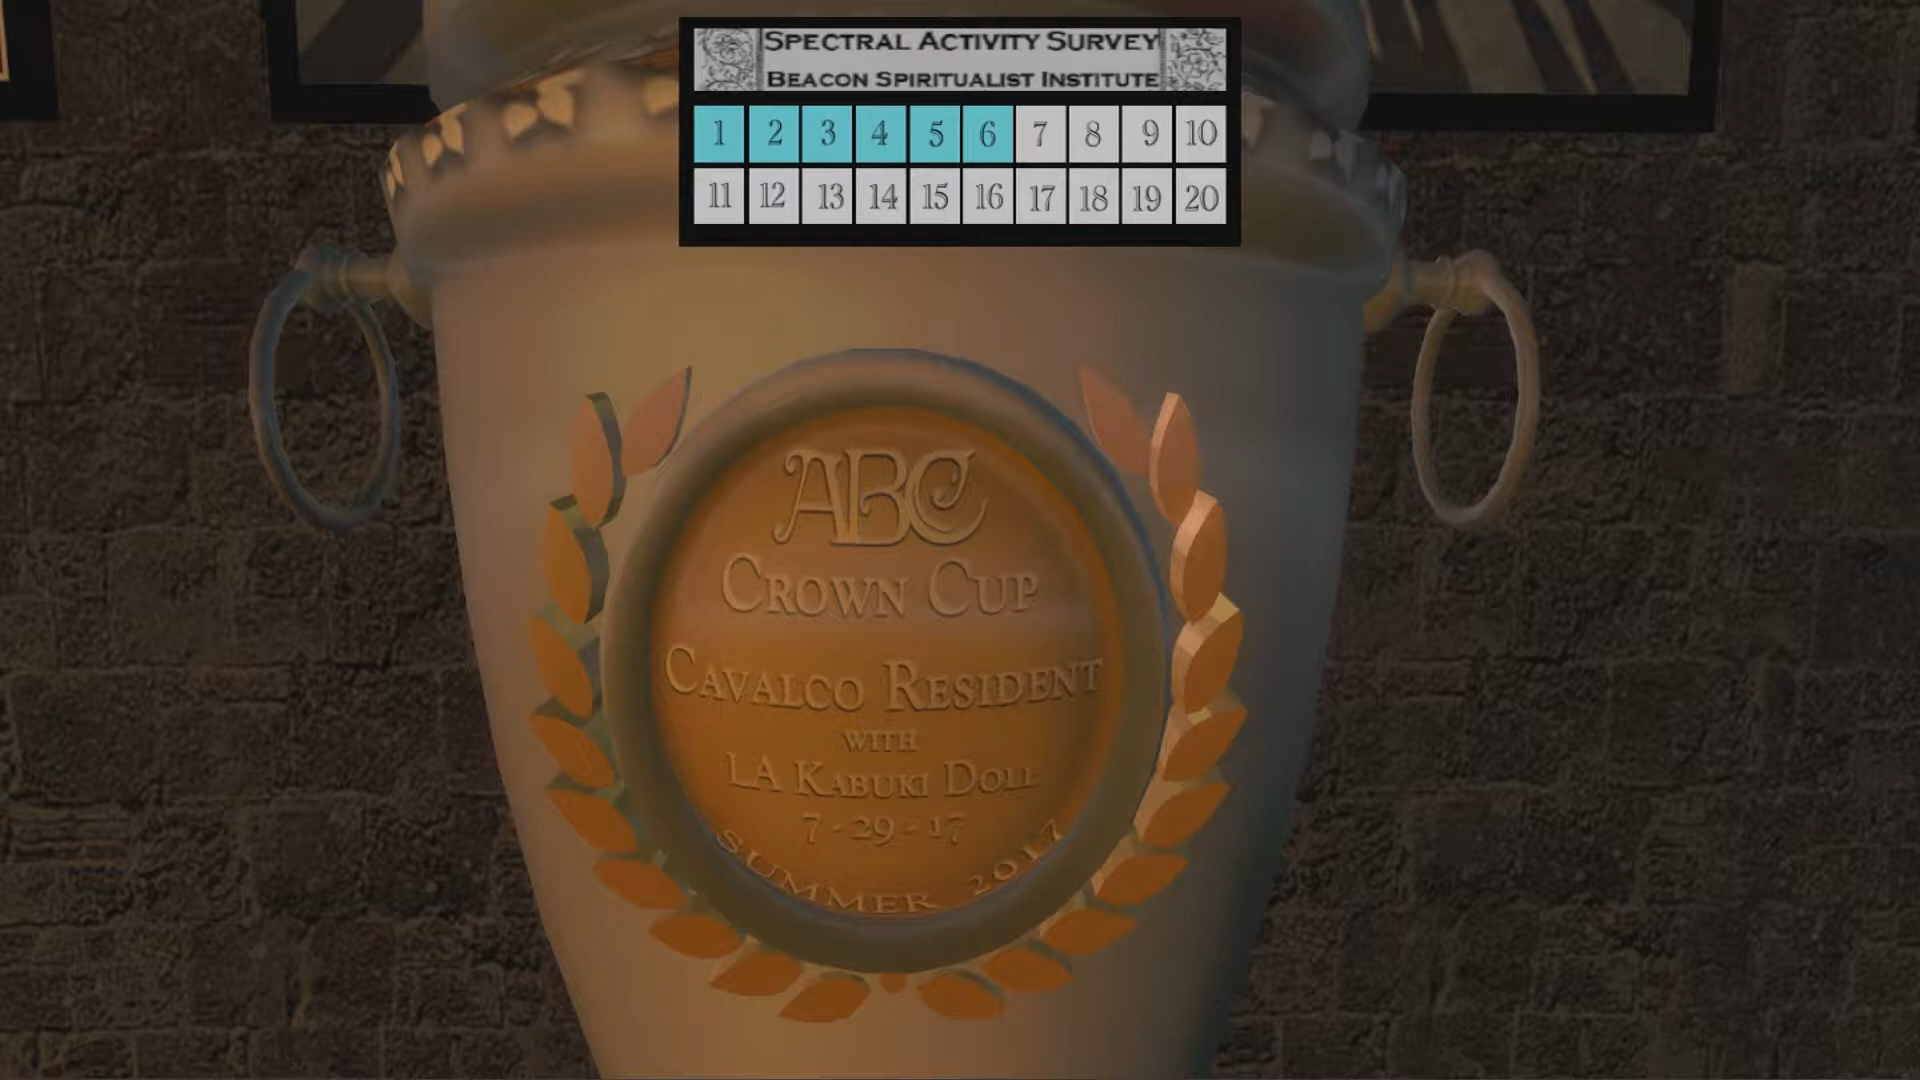 SPECTRAL ACTIVITY SURVEY
BEACON SPIRITUALIST INSTITUTE
1 2 3 4 5 6 7 8 9 10
11 12 13 14 15 16 17 18 19 20
ABC
CROWN CUP
CAVALCO RESIDENT
WITH
LA KABUKI DOLL
7-29-17
SUMMER 2017